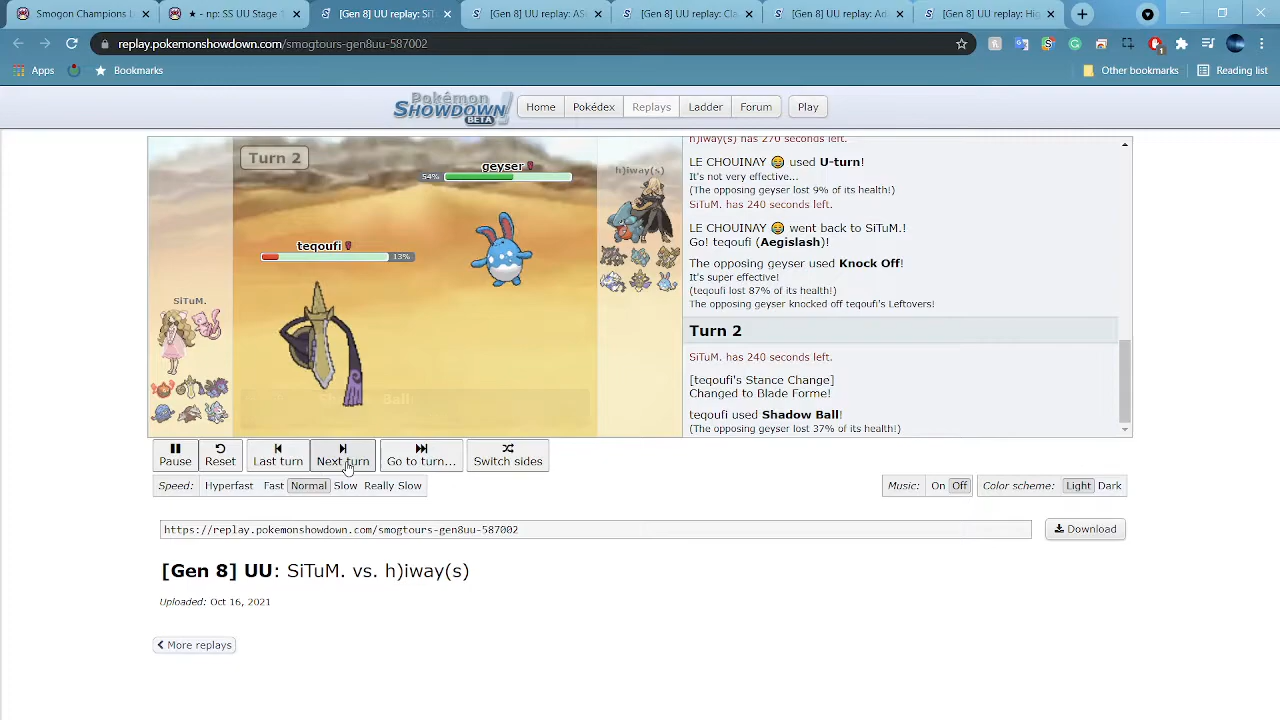 Smogon Champions L
★ - np: SS UU Stage
[Gen 8] UU replay: SiT
[Gen 8] UU replay: AS
[Gen 8] UU replay: Cla
[Gen 8] UU replay: Ad
[Gen 8] UU replay: Hig
replay.pokemonshowdown.com/smogtours-gen8uu-587002
Apps
Bookmarks
Other bookmarks
Reading list
Pokémon
SHOWDOWN
BETA
Home
Pokédex
Replays
Ladder
Forum
Play
Turn 2
geyser
54%
teqoufi
13%
SiTuM.
h)iway(s)
h)iway(s) has 270 seconds left.
LE CHOUINAY 😂 used U-turn!
It's not very effective...
(The opposing geyser lost 9% of its health!)
SiTuM. has 240 seconds left.
LE CHOUINAY 😂 went back to SiTuM.!
Go! teqoufi (Aegislash)!
The opposing geyser used Knock Off!
It's super effective!
(teqoufi lost 87% of its health!)
The opposing geyser knocked off teqoufi's Leftovers!
Turn 2
SiTuM. has 240 seconds left.
[teqoufi's Stance Change]
Changed to Blade Forme!
teqoufi used Shadow Ball!
(The opposing geyser lost 37% of its health!)
Pause
Reset
Last turn
Next turn
Go to turn...
Switch sides
Speed: Hyperfast Fast Normal Slow Really Slow
Music: On Off
Color scheme: Light Dark
https://replay.pokemonshowdown.com/smogtours-gen8uu-587002
Download
[Gen 8] UU: SiTuM. vs. h)iway(s)
Uploaded: Oct 16, 2021
More replays